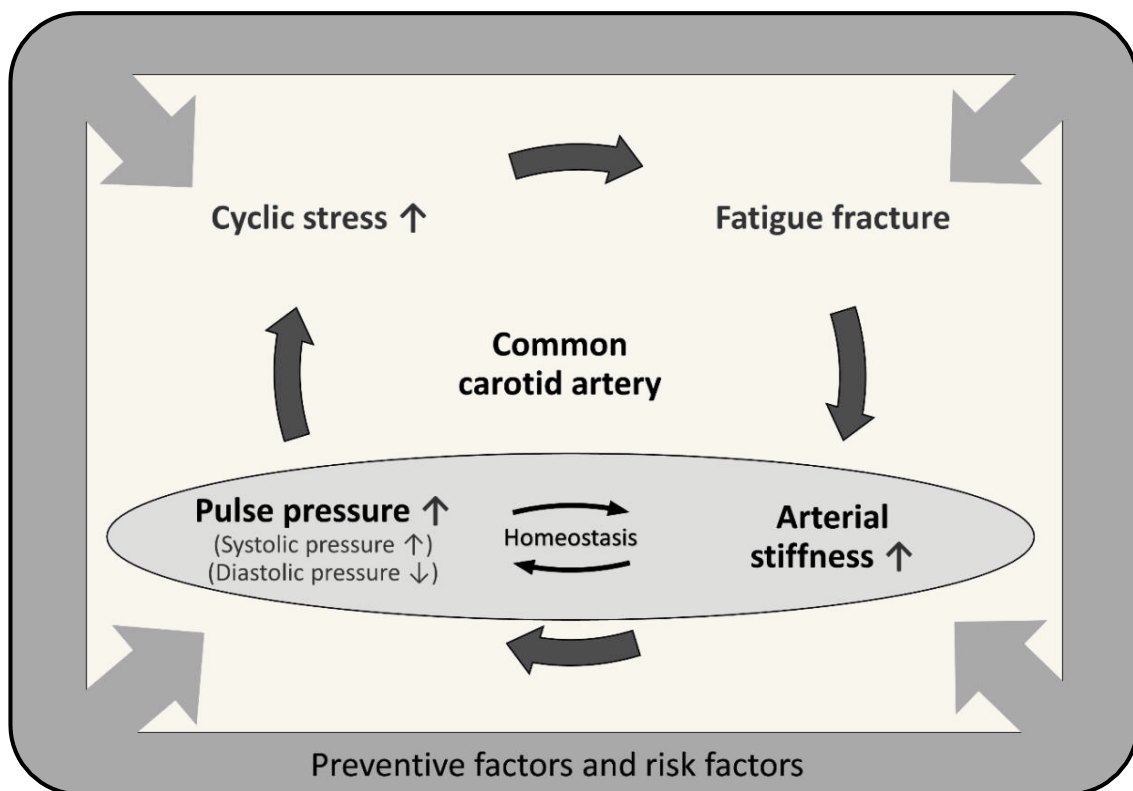 Cyclic stress ↑
Fatigue fracture
Common
carotid artery
Pulse pressure ↑
(Systolic pressure ↑)
(Diastolic pressure ↓)
Homeostasis
Arterial
stiffness ↑
Preventive factors and risk factors